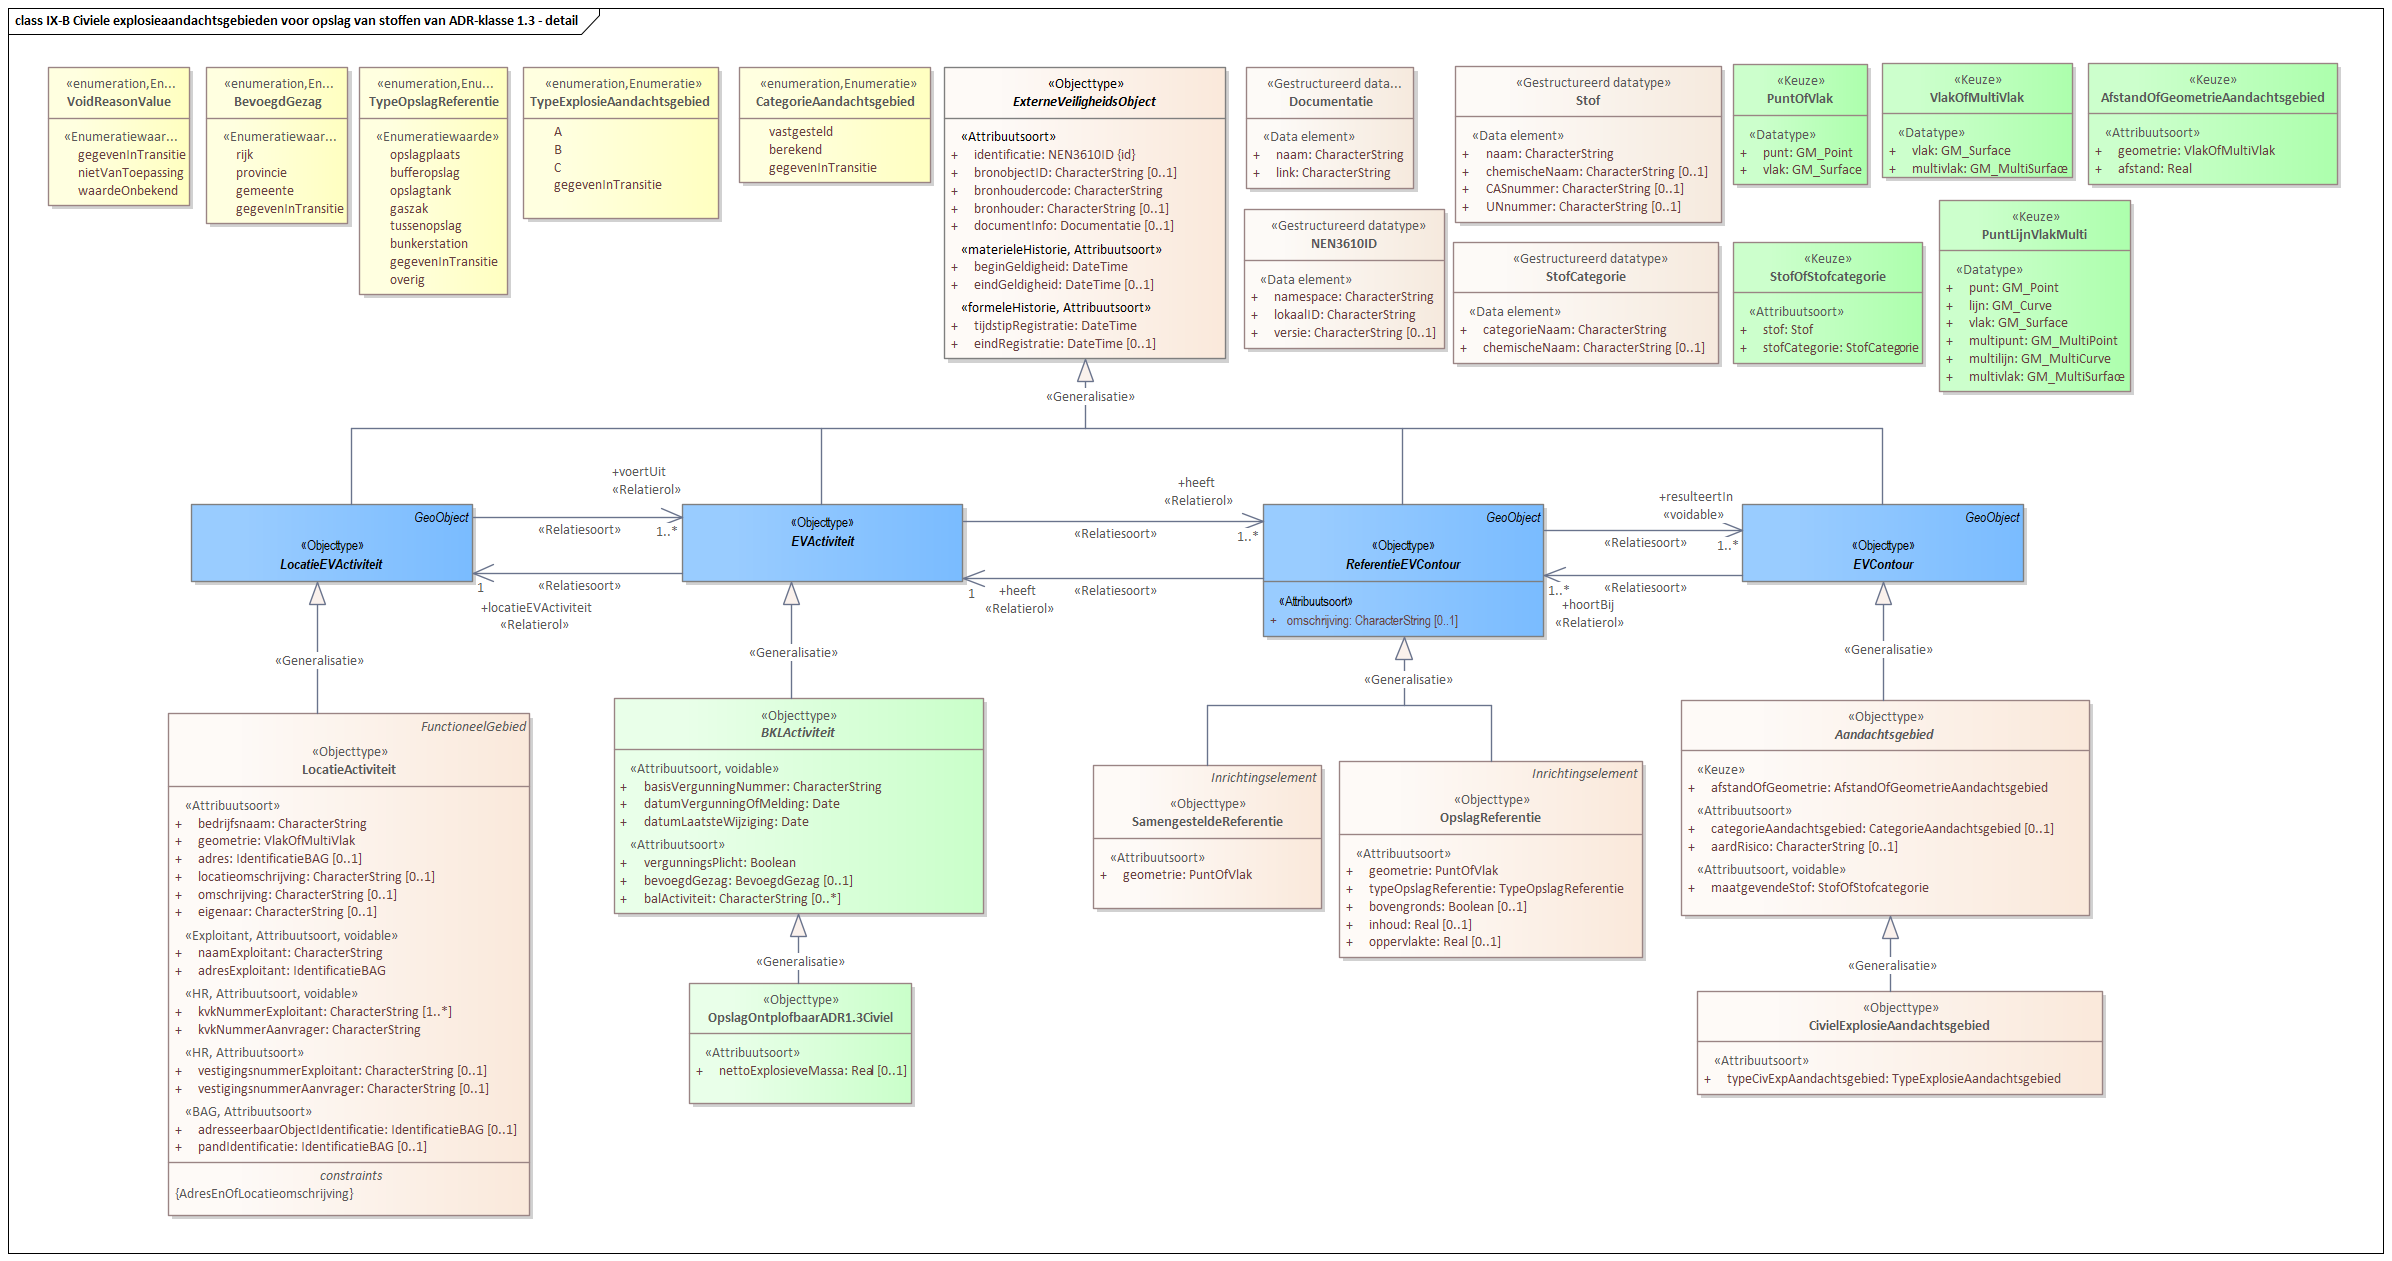 class IX-B Civiele explosieaandachtsgebieden voor opslag van stoffen van ADR-klasse 1.3 - detail
«enumeration,En...
VoidReasonValue
«Enumeratiewaar...
gegevenInTransitie
nietVanToepassing
waardeOnbekend
«enumeration,En...
BevoegdGezag
«Enumeratiewaar...
rijk
provincie
gemeente
gegevenInTransitie
«enumeration,Enu...
TypeOpslagReferentie
«Enumeratiewaarde»
opslagplaats
bufferopslag
opslagtank
gaszak
tussenopslag
bunkerstation
gegevenInTransitie
overig
«enumeration,Enumeratie»
TypeExplosieAandachtsgebied
A
B
C
gegevenInTransitie
«enumeration,Enumeratie»
CategorieAandachtsgebied
vastgesteld
berekend
gegevenInTransitie
«Objecttype»
ExterneVeiligheidsObject
«Attribuutsoort»
+ identificatie: NEN3610ID {id}
+ bronobjectID: CharacterString [0..1]
+ bronhoudercode: CharacterString
+ bronhouder: CharacterString [0..1]
+ documentInfo: Documentatie [0..1]
«materieleHistorie, Attribuutsoort»
+ beginGeldigheid: DateTime
+ eindGeldigheid: DateTime [0..1]
«formeleHistorie, Attribuutsoort»
+ tijdstipRegistratie: DateTime
+ eindRegistratie: DateTime [0..1]
«Gestructureerd data...
Documentatie
«Data element»
+ naam: CharacterString
+ link: CharacterString
«Gestructureerd datatype»
NEN3610ID
«Data element»
+ namespace: CharacterString
+ lokaalID: CharacterString
+ versie: CharacterString [0..1]
«Gestructureerd datatype»
Stof
«Data element»
+ naam: CharacterString
+ chemischeNaam: CharacterString [0..1]
+ CASnummer: CharacterString [0..1]
+ UNnummer: CharacterString [0..1]
«Gestructureerd datatype»
StofCategorie
«Data element»
+ categorieNaam: CharacterString
+ chemischeNaam: CharacterString [0..1]
«Keuze»
PuntOfVlak
«Datatype»
+ punt: GM_Point
+ vlak: GM_Surface
«Keuze»
VlakOfMultiVlak
«Datatype»
+ vlak: GM_Surface
+ multivlak: GM_MultiSurface
«Keuze»
AfstandOfGeometrieAandachtsgebied
«Attribuutsoort»
+ geometrie: VlakOfMultiVlak
+ afstand: Real
«Keuze»
StofOfStofcategorie
«Attribuutsoort»
+ stof: Stof
+ stofCategorie: StofCategorie
«Keuze»
PuntLijnVlakMulti
«Datatype»
+ punt: GM_Point
+ lijn: GM_Curve
+ vlak: GM_Surface
+ multipunt: GM_MultiPoint
+ multilijn: GM_MultiCurve
+ multivlak: GM_MultiSurface
«Generalisatie»
GeoObject
«Objecttype»
LocatieEVActiviteit
+voertUit
«Relatierol»
«Relatiesoort»
1..*
«Relatiesoort»
1
+locatieEVActiviteit
«Relatierol»
«Objecttype»
EVActiviteit
+heeft
«Relatierol»
«Relatiesoort»
1..*
«Relatiesoort»
1
+heeft
«Relatierol»
GeoObject
«Objecttype»
ReferentieEVContour
«Attribuutsoort»
+ omschrijving: CharacterString [0..1]
+resulteertIn
«voidable»
«Relatiesoort»
1..*
«Relatiesoort»
1..*
+hoortBij
«Relatierol»
GeoObject
«Objecttype»
EVContour
«Generalisatie»
«Generalisatie»
«Generalisatie»
«Generalisatie»
FunctioneelGebied
«Objecttype»
LocatieActiviteit
«Attribuutsoort»
+ bedrijfsnaam: CharacterString
+ geometrie: VlakOfMultiVlak
+ adres: IdentificatieBAG [0..1]
+ locatieomschrijving: CharacterString [0..1]
+ omschrijving: CharacterString [0..1]
+ eigenaar: CharacterString [0..1]
«Exploitant, Attribuutsoort, voidable»
+ naamExploitant: CharacterString
+ adresExploitant: IdentificatieBAG
«HR, Attribuutsoort, voidable»
+ kvkNummerExploitant: CharacterString [1..*]
+ kvkNummerAanvrager: CharacterString
«HR, Attribuutsoort»
+ vestigingsnummerExploitant: CharacterString [0..1]
+ vestigingsnummerAanvrager: CharacterString [0..1]
«BAG, Attribuutsoort»
+ adresseerbaarObjectIdentificatie: IdentificatieBAG [0..1]
+ pandIdentificatie: IdentificatieBAG [0..1]
constraints
{AdresEnOfLocatieomschrijving}
«Objecttype»
BKLActiviteit
«Attribuutsoort, voidable»
+ basisVergunningNummer: CharacterString
+ datumVergunningOfMelding: Date
+ datumLaatsteWijziging: Date
«Attribuutsoort»
+ vergunningsPlicht: Boolean
+ bevoegdGezag: BevoegdGezag [0..1]
+ balActiviteit: CharacterString [0..*]
«Generalisatie»
«Objecttype»
OpslagOntplofbaarADR1.3Civiel
«Attribuutsoort»
+ nettoExplosieveMassa: Real [0..1]
Inrichtingselement
«Objecttype»
SamengesteldeReferentie
«Attribuutsoort»
+ geometrie: PuntOfVlak
Inrichtingselement
«Objecttype»
OpslagReferentie
«Attribuutsoort»
+ geometrie: PuntOfVlak
+ typeOpslagReferentie: TypeOpslagReferentie
+ bovengronds: Boolean [0..1]
+ inhoud: Real [0..1]
+ oppervlakte: Real [0..1]
«Objecttype»
Aandachtsgebied
«Keuze»
+ afstandOfGeometrie: AfstandOfGeometrieAandachtsgebied
«Attribuutsoort»
+ categorieAandachtsgebied: CategorieAandachtsgebied [0..1]
+ aardRisico: CharacterString [0..1]
«Attribuutsoort, voidable»
+ maatgevendeStof: StofOfStofcategorie
«Generalisatie»
«Objecttype»
CivielExplosieAandachtsgebied
«Attribuutsoort»
+ typeCivExpAandachtsgebied: TypeExplosieAandachtsgebied